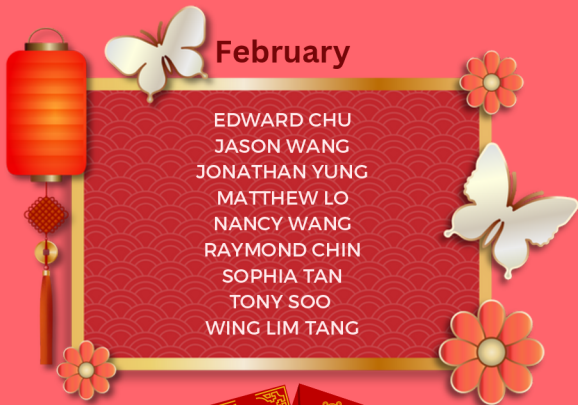 February
EDWARD CHU
JASON WANG
JONATHAN YUNG
MATTHEW LO
NANCY WANG
RAYMOND CHIN
SOPHIA TAN
TONY SOO
WING LIM TANG